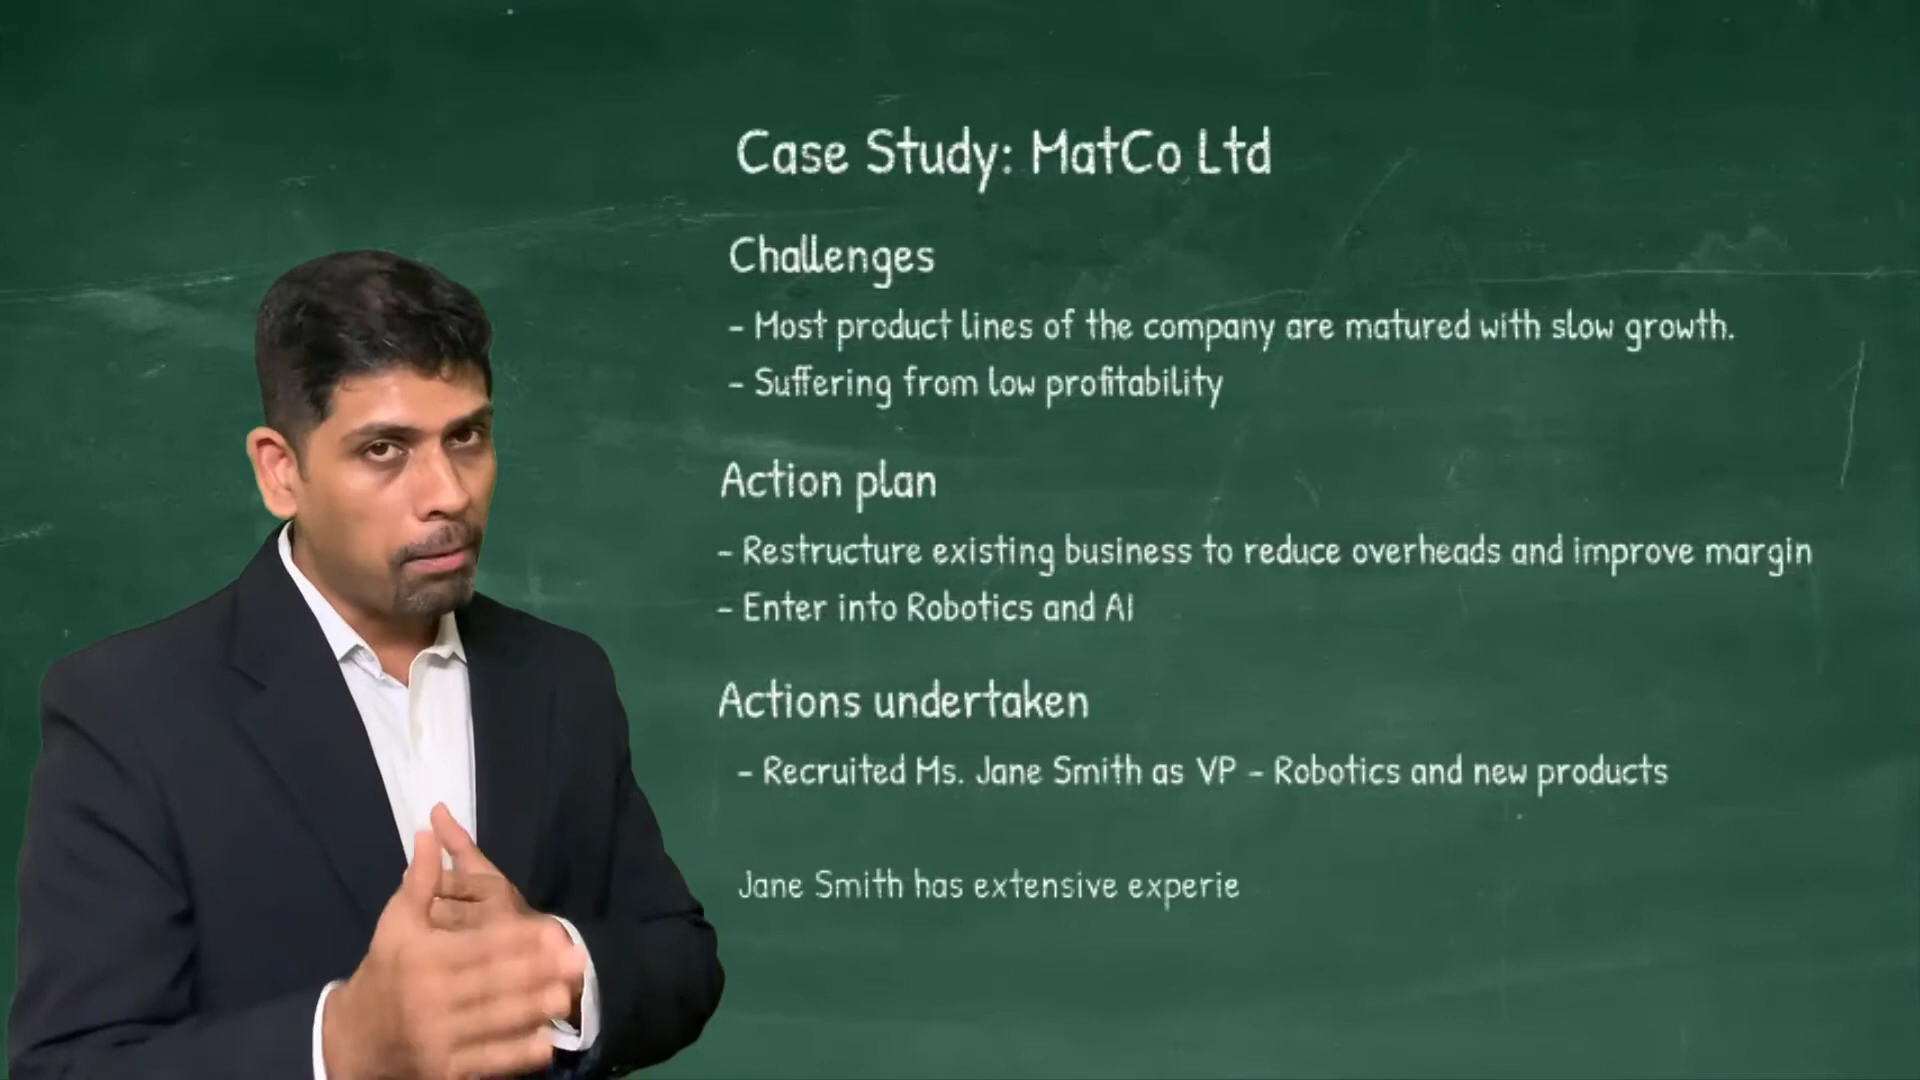 Case Study: MatCo Ltd
Challenges
- Most product lines of the company are matured with slow growth.
- Suffering from low profitability
Action plan
- Restructure existing business to reduce overheads and improve margin
- Enter into Robotics and AI
Actions undertaken
- Recruited Ms. Jane Smith as VP - Robotics and new products
Jane Smith has extensive experie